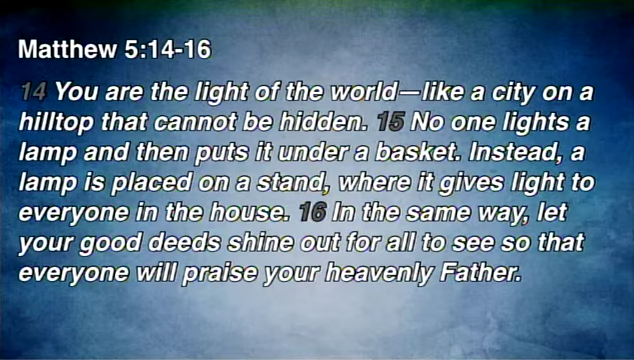 Matthew 5:14-16
14 You are the light of the world—like a city on a
hilltop that cannot be hidden. 15 No one lights a
lamp and then puts it under a basket. Instead, a
lamp is placed on a stand, where it gives light to
everyone in the house. 16 In the same way, let
your good deeds shine out for all to see so that
everyone will praise your heavenly Father.